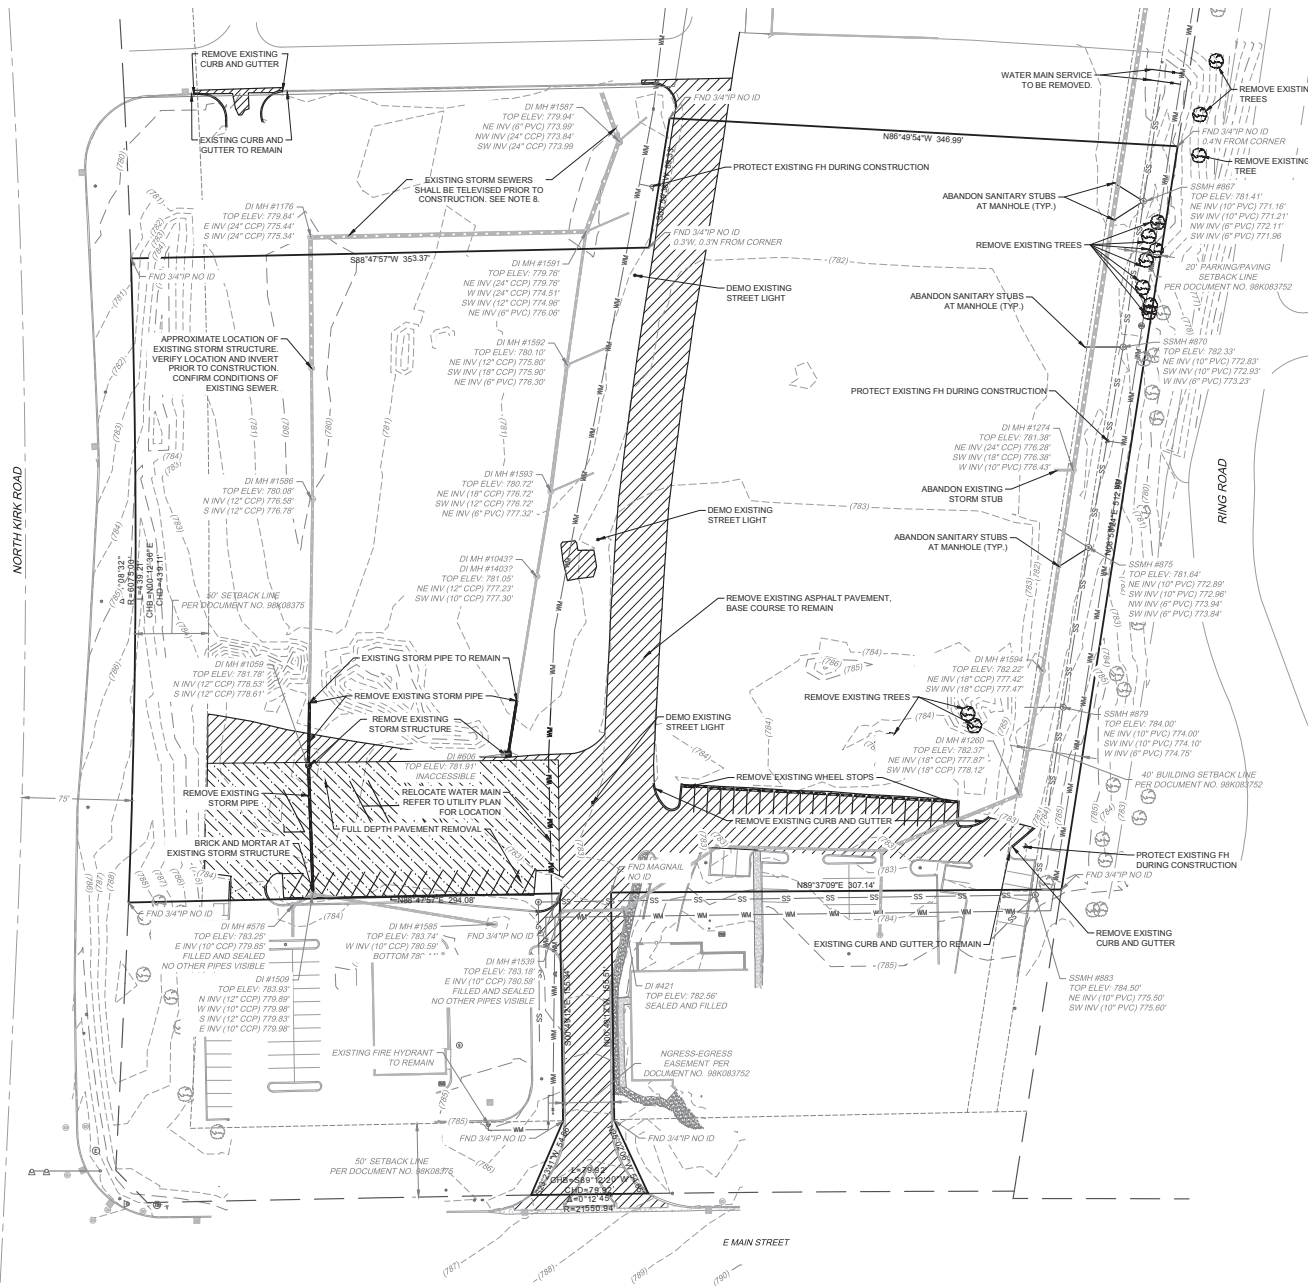 REMOVE EXISTING
CURB AND GUTTER
EXISTING CURB AND
GUTTER TO REMAIN
DI MH #1587
TOP ELEV: 779.94'
NE INV (6" PVC) 773.99'
NW INV (24" CCP) 773.84'
SW INV (24" CCP) 773.99
EXISTING STORM SEWERS
SHALL BE TELEVISED PRIOR TO
CONSTRUCTION. SEE NOTE 8.
FND 3/4"IP NO ID
PROTECT EXISTING FH DURING CONSTRUCTION
N86°49'54"W 346.99'
WATER MAIN SERVICE
TO BE REMOVED.
REMOVE EXISTIN
TREES
FND 3/4"IP NO ID
0.4'N FROM CORNER
REMOVE EXISTING
TREE
ABANDON SANITARY STUBS
AT MANHOLE (TYP.)
SSMH #867
TOP ELEV: 781.41'
NE INV (10" PVC) 771.16'
SW INV (10" PVC) 771.21'
NW INV (6" PVC) 772.11'
SW INV (6" PVC) 771.96
REMOVE EXISTING TREES
20' PARKING/PAVING
SETBACK LINE
PER DOCUMENT NO. 98K083752
DI MH #1176
TOP ELEV: 779.84'
E INV (24" CCP) 775.44'
S INV (24" CCP) 775.34'
FND 3/4"IP NO ID
0.3'W, 0.3'N FROM CORNER
S88°47'57"W 353.37'
FND 3/4"IP NO ID
DI MH #1591
TOP ELEV: 779.76'
NE INV (24" CCP) 779.76'
W INV (24" CCP) 774.51'
SW INV (12" CCP) 774.96'
NE INV (6" PVC) 776.06'
DEMO EXISTING
STREET LIGHT
ABANDON SANITARY STUBS
AT MANHOLE (TYP.)
APPROXIMATE LOCATION OF
EXISTING STORM STRUCTURE.
VERIFY LOCATION AND INVERT
PRIOR TO CONSTRUCTION.
CONFIRM CONDITIONS OF
EXISTING SEWER.
DI MH #1592
TOP ELEV: 780.10'
NE INV (12" CCP) 775.80'
SW INV (18" CCP) 775.90'
NE INV (6" PVC) 776.30'
SSMH #870
TOP ELEV: 782.33'
NE INV (10" PVC) 772.83'
SW INV (10" PVC) 772.93'
W INV (6" PVC) 773.23'
PROTECT EXISTING FH DURING CONSTRUCTION
DI MH #1274
TOP ELEV: 781.38'
NE INV (24" CCP) 776.28'
SW INV (18" CCP) 776.38'
W INV (10" PVC) 776.43'
ABANDON EXISTING
STORM STUB
NORTH KIRK ROAD
RING ROAD
DI MH #1586
TOP ELEV: 780.08'
N INV (12" CCP) 776.58'
S INV (12" CCP) 776.78'
DI MH #1593
TOP ELEV: 780.72'
NE INV (18" CCP) 776.72'
SW INV (12" CCP) 776.72'
NE INV (6" PVC) 777.32'
DEMO EXISTING
STREET LIGHT
ABANDON SANITARY STUBS
AT MANHOLE (TYP.)
DI MH #1043?
DI MH #1403?
TOP ELEV: 781.05'
NE INV (12" CCP) 777.23'
SW INV (10" CCP) 777.30'
SSMH #875
TOP ELEV: 781.64'
NE INV (10" PVC) 772.89'
SW INV (10" PVC) 772.96'
NW INV (6" PVC) 773.94'
SW INV (6" PVC) 773.84'
R=6075.00'
L=439.21'
CHB=N00°12'36"E
CHD=439.11'
50' SETBACK LINE
PER DOCUMENT NO. 98K08375
REMOVE EXISTING ASPHALT PAVEMENT,
BASE COURSE TO REMAIN
DI MH #1059
TOP ELEV: 781.78'
N INV (12" CCP) 778.53'
S INV (12" CCP) 778.61'
EXISTING STORM PIPE TO REMAIN
REMOVE EXISTING STORM PIPE
REMOVE EXISTING
STORM STRUCTURE
DI MH #1594
TOP ELEV: 782.22'
NE INV (18" CCP) 777.42'
SW INV (18" CCP) 777.47'
REMOVE EXISTING TREES
DEMO EXISTING
STREET LIGHT
DI MH #1260
TOP ELEV: 782.37'
NE INV (18" CCP) 777.87'
SW INV (18" CCP) 778.12'
SSMH #879
TOP ELEV: 784.00'
NE INV (10" PVC) 774.00'
SW INV (10" PVC) 774.10'
W INV (6" PVC) 774.75'
DI #606
TOP ELEV: 781.91'
INACCESSIBLE
REMOVE EXISTING WHEEL STOPS
40' BUILDING SETBACK LINE
PER DOCUMENT NO. 98K083752
75'
REMOVE EXISTING
STORM PIPE
RELOCATE WATER MAIN
REFER TO UTILITY PLAN
FOR LOCATION
REMOVE EXISTING CURB AND GUTTER
FULL DEPTH PAVEMENT REMOVAL
BRICK AND MORTAR AT
EXISTING STORM STRUCTURE
PROTECT EXISTING FH
DURING CONSTRUCTION
FND MAGNAIL
NO ID
FND 3/4"IP NO ID
N89°37'09"E 307.14'
N88°47'57"E 294.08'
FND 3/4"IP NO ID
DI #576
TOP ELEV: 783.25'
E INV (10" CCP) 779.85'
FILLED AND SEALED
NO OTHER PIPES VISIBLE
DI MH #1585
TOP ELEV: 783.74'
W INV (10" CCP) 780.59'
FND 3/4"IP NO ID
EXISTING CURB AND GUTTER TO REMAIN
REMOVE EXISTING
CURB AND GUTTER
DI MH #1539
TOP ELEV: 783.18'
E INV (10" CCP) 780.58'
FILLED AND SEALED
NO OTHER PIPES VISIBLE
DI #1509
TOP ELEV: 783.93'
N INV (12" CCP) 779.89'
W INV (10" CCP) 779.98'
S INV (12" CCP) 779.83'
E INV (10" CCP) 779.98'
DI #421
TOP ELEV: 782.56'
SEALED AND FILLED
SSMH #883
TOP ELEV: 784.50'
NE INV (10" PVC) 775.50'
SW INV (10" PVC) 775.60'
EXISTING FIRE HYDRANT
TO REMAIN
NGRESS-EGRESS
EASEMENT PER
DOCUMENT NO. 98K083752
FND 3/4"IP NO ID
FND 3/4"IP NO ID
50' SETBACK LINE
PER DOCUMENT NO. 98K08375
L=79.92'
CHB=S89°12'20"W
CHD=79.92'
Δ=0°12'45"
R=21550.94'
E MAIN STREET
(787)
(788)
(789)
(790)